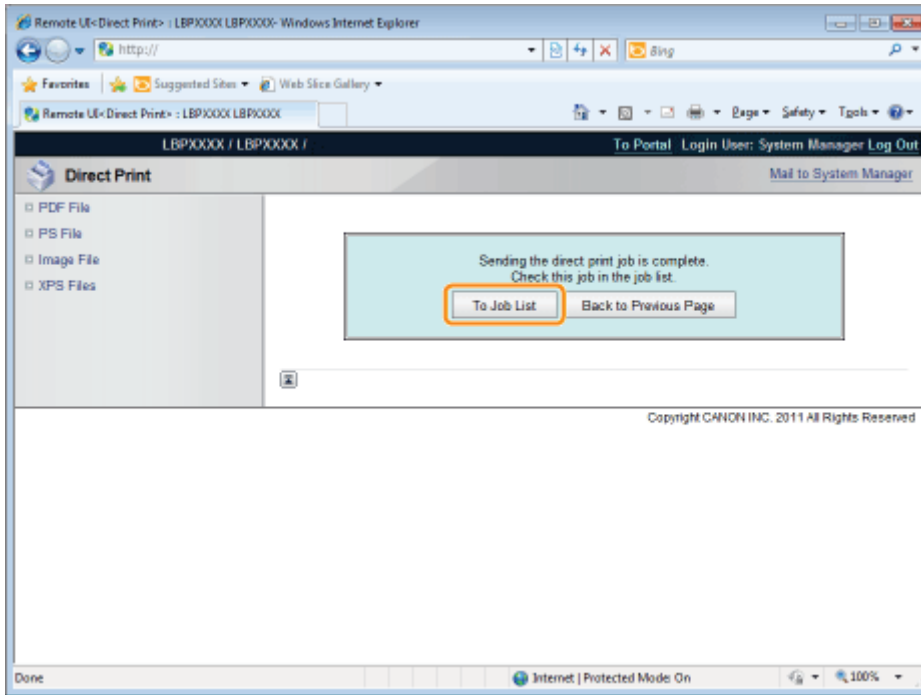 Remote UI<Direct Print> : LBPXXXX LBPXXXX- Windows Internet Explorer
http://
Bing
Favorites Suggested Sites Web Slice Gallery
Remote UI<Direct Print> : LBPXXXX LBPXXXX
Page Safety Tools
LBPXXXX / LBPXXXX /
To Portal Login User: System Manager Log Out
Direct Print
Mail to System Manager
PDF File
PS File
Image File
XPS Files
Sending the direct print job is complete.
Check this job in the job list.
To Job List Back to Previous Page
Copyright CANON INC. 2011 All Rights Reserved
Done Internet | Protected Mode: On 100%